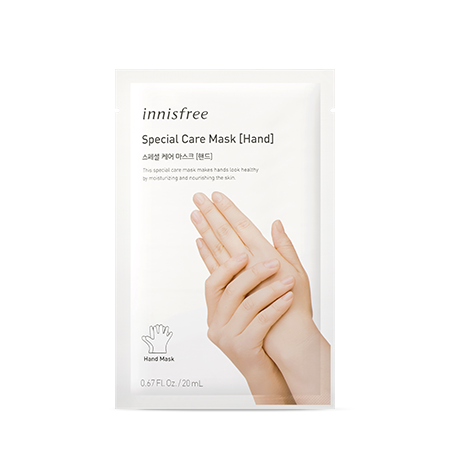 innisfree
Special Care Mask [Hand]
스페셜 케어 마스크 [핸드]
This speciall care mask makes hands look healthy
by moisturizing and nourishing the skin.
Hand Mask
0.67 Fl. Oz. / 20 mL